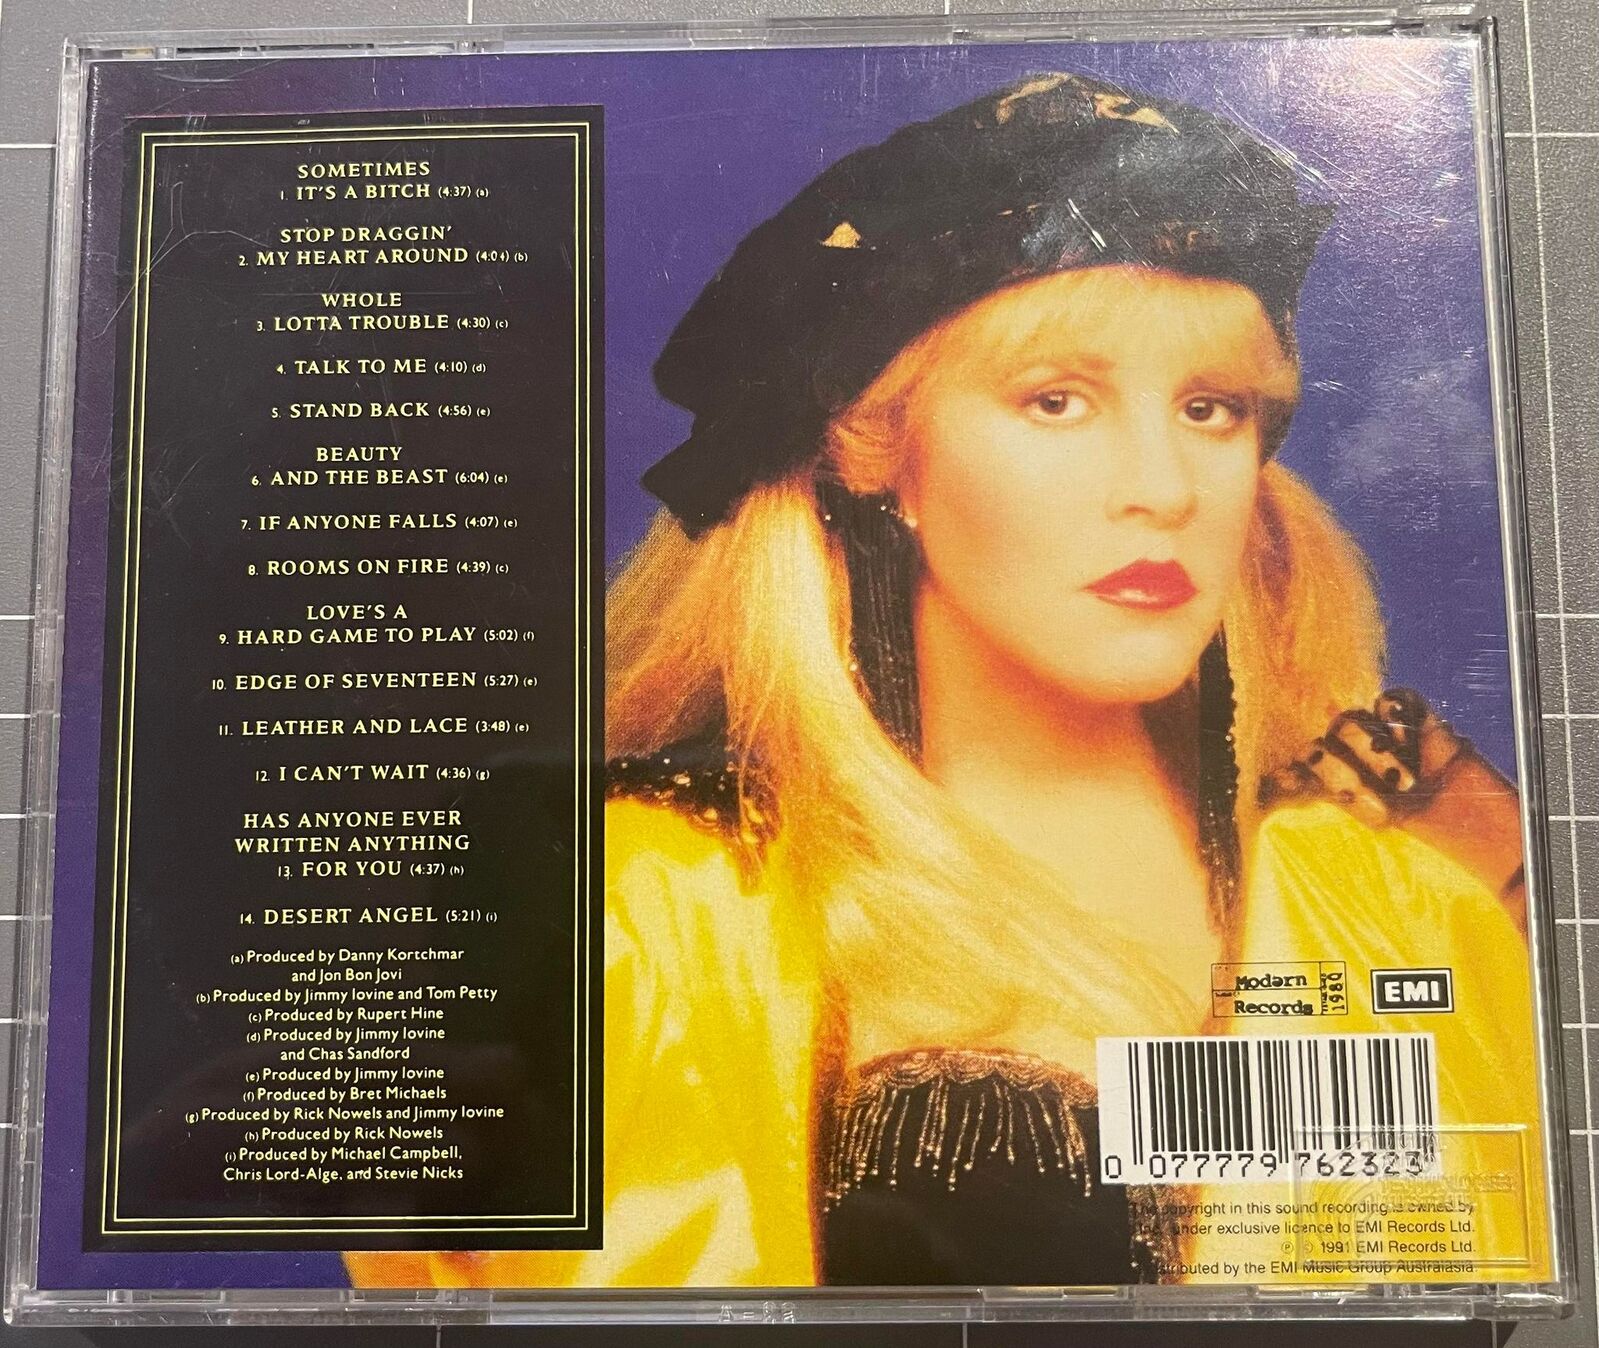 SOMETIMES
1. IT'S A BITCH (4:37) (a)
STOP DRAGGIN'
2. MY HEART AROUND (4:04) (b)
WHOLE
3. LOTTA TROUBLE (4:30) (c)
4. TALK TO ME (4:10) (d)
5. STAND BACK (4:56) (e)
BEAUTY
6. AND THE BEAST (6:04) (e)
7. IF ANYONE FALLS (4:07) (e)
8. ROOMS ON FIRE (4:39) (c)
LOVE'S A
9. HARD GAME TO PLAY (5:02) (f)
10. EDGE OF SEVENTEEN (5:27) (e)
11. LEATHER AND LACE (3:48) (e)
12. I CAN'T WAIT (4:36) (g)
HAS ANYONE EVER
WRITTEN ANYTHING
13. FOR YOU (4:37) (h)
14. DESERT ANGEL (5:21) (i)
(a) Produced by Danny Kortchmar
and Jon Bon Jovi
(b) Produced by Jimmy Iovine and Tom Petty
(c) Produced by Rupert Hine
(d) Produced by Jimmy Iovine
and Chas Sandford
(e) Produced by Jimmy Iovine
(f) Produced by Bret Michaels
(g) Produced by Rick Nowels and Jimmy Iovine
(h) Produced by Rick Nowels
(i) Produced by Michael Campbell,
Chris Lord-Alge, and Stevie Nicks
Modern
Records
1980
EMI
0 077779 762323
The copyright in this sound recording is owned by
Inc. under exclusive licence to EMI Records Ltd.
Ⓟ © 1991 EMI Records Ltd.
Distributed by the EMI Music Group Australasia.